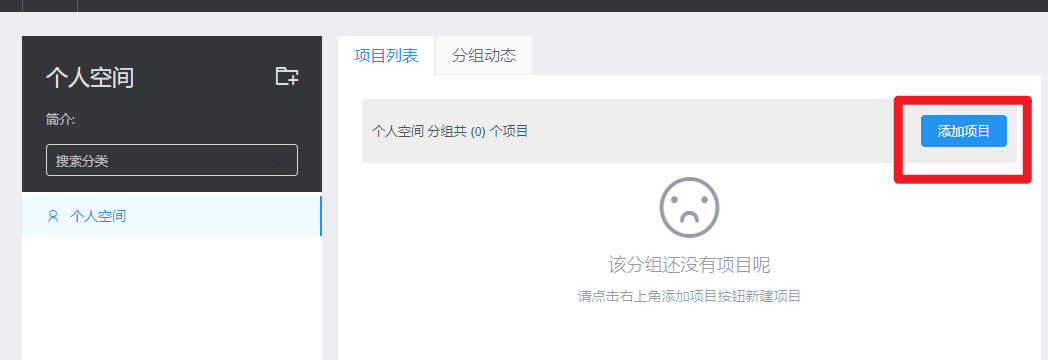 个人空间
简介:
搜索分类
个人空间
项目列表 分组动态
个人空间 分组共 (0) 个项目
添加项目
该分组还没有项目呢
请点击右上角添加项目按钮新建项目